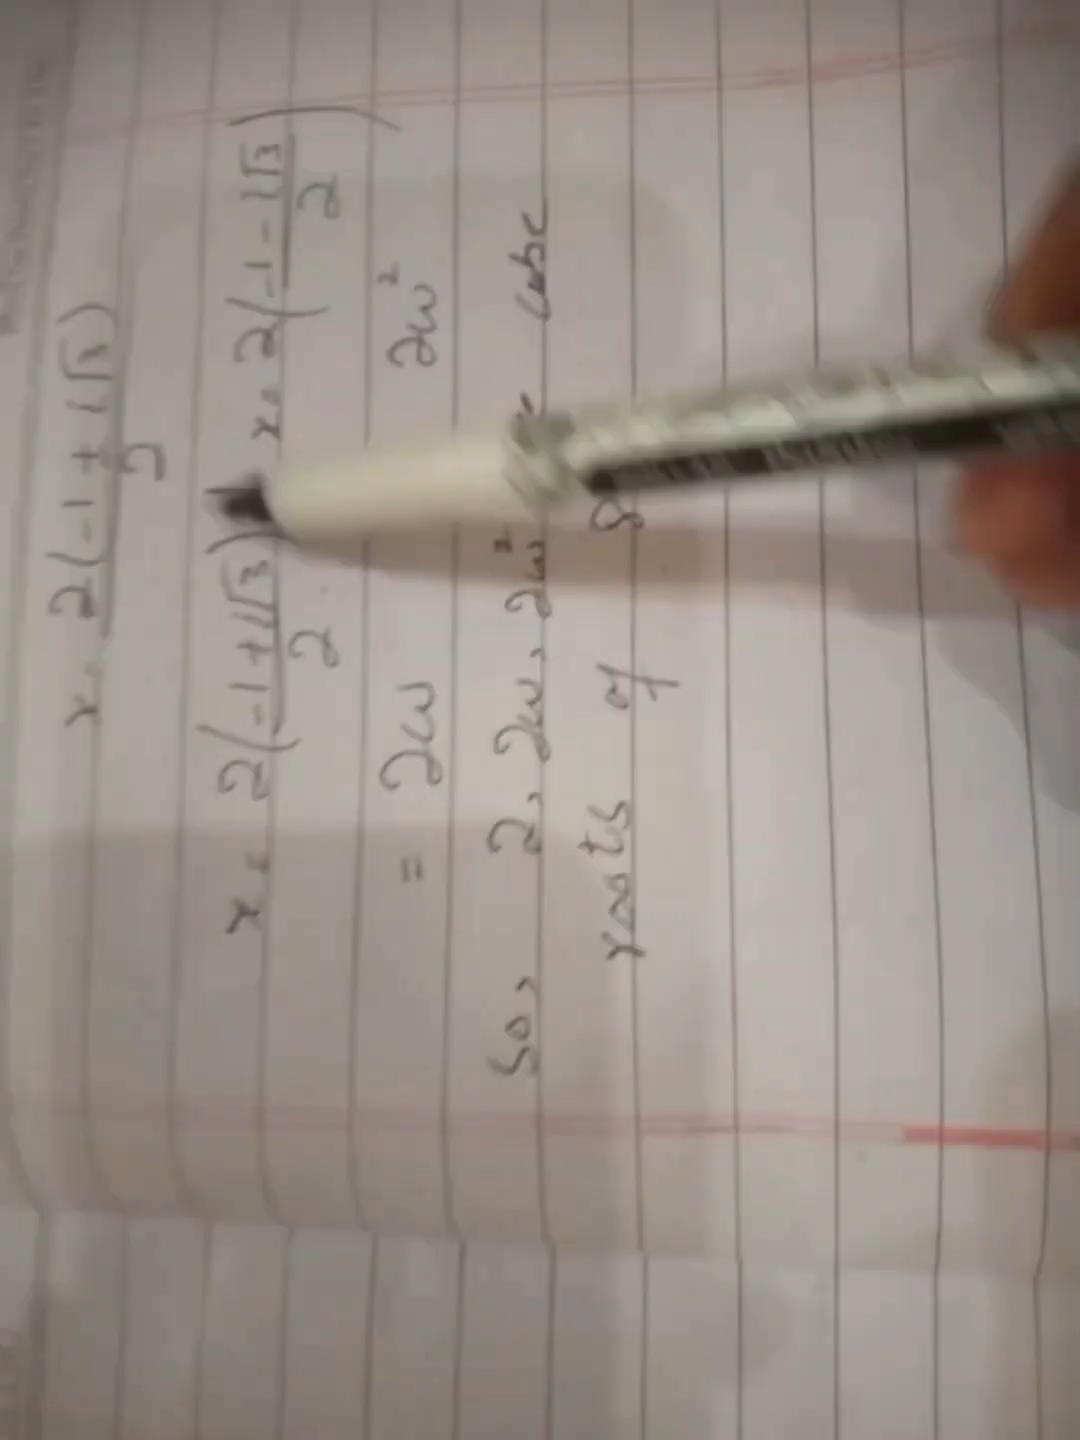 x = 2(-1 + i√3) / 2
x = 2(-1 + i√3 / 2), x = 2(-1 - i√3 / 2)
= 2ω 2ω²
So, 2, 2ω, 2ω² cube
roots of 8